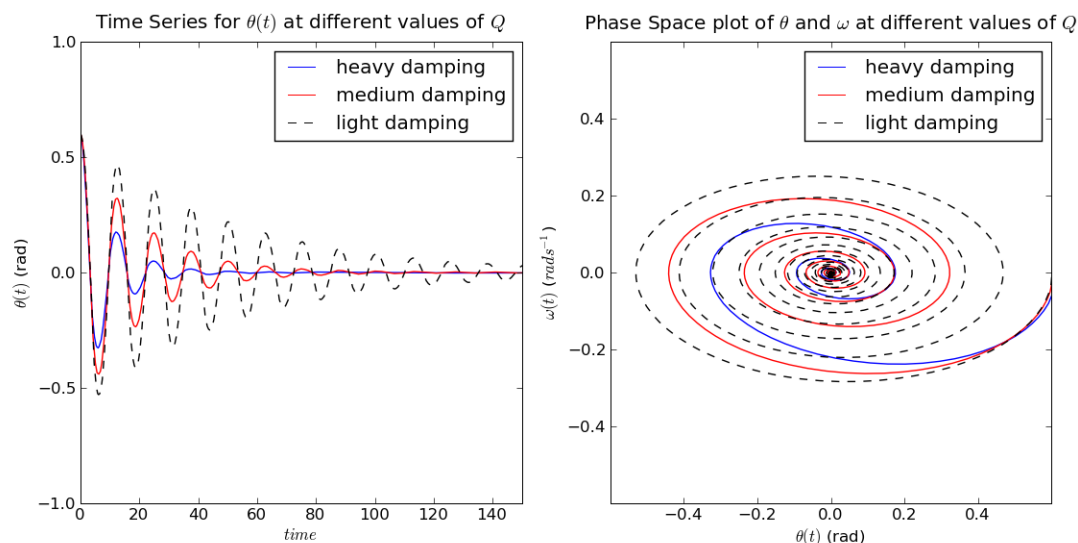 Time Series for θ(t) at different values of Q
1.0
0.5
0.0
−0.5
−1.0
θ(t) (rad)
heavy damping
medium damping
light damping
0 20 40 60 80 100 120 140
time
Phase Space plot of θ and ω at different values of Q
0.4
0.2
0.0
−0.2
−0.4
ω(t) (rads⁻¹)
heavy damping
medium damping
light damping
−0.4 −0.2 0.0 0.2 0.4 0.6
θ(t) (rad)